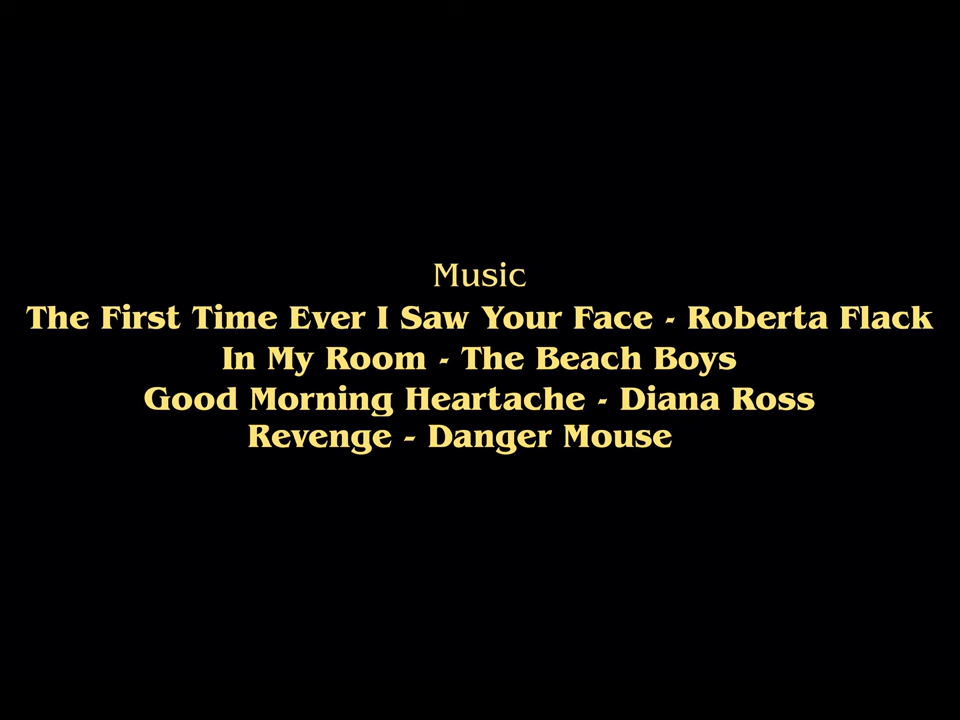 Music
The First Time Ever I Saw Your Face - Roberta Flack
In My Room - The Beach Boys
Good Morning Heartache - Diana Ross
Revenge - Danger Mouse